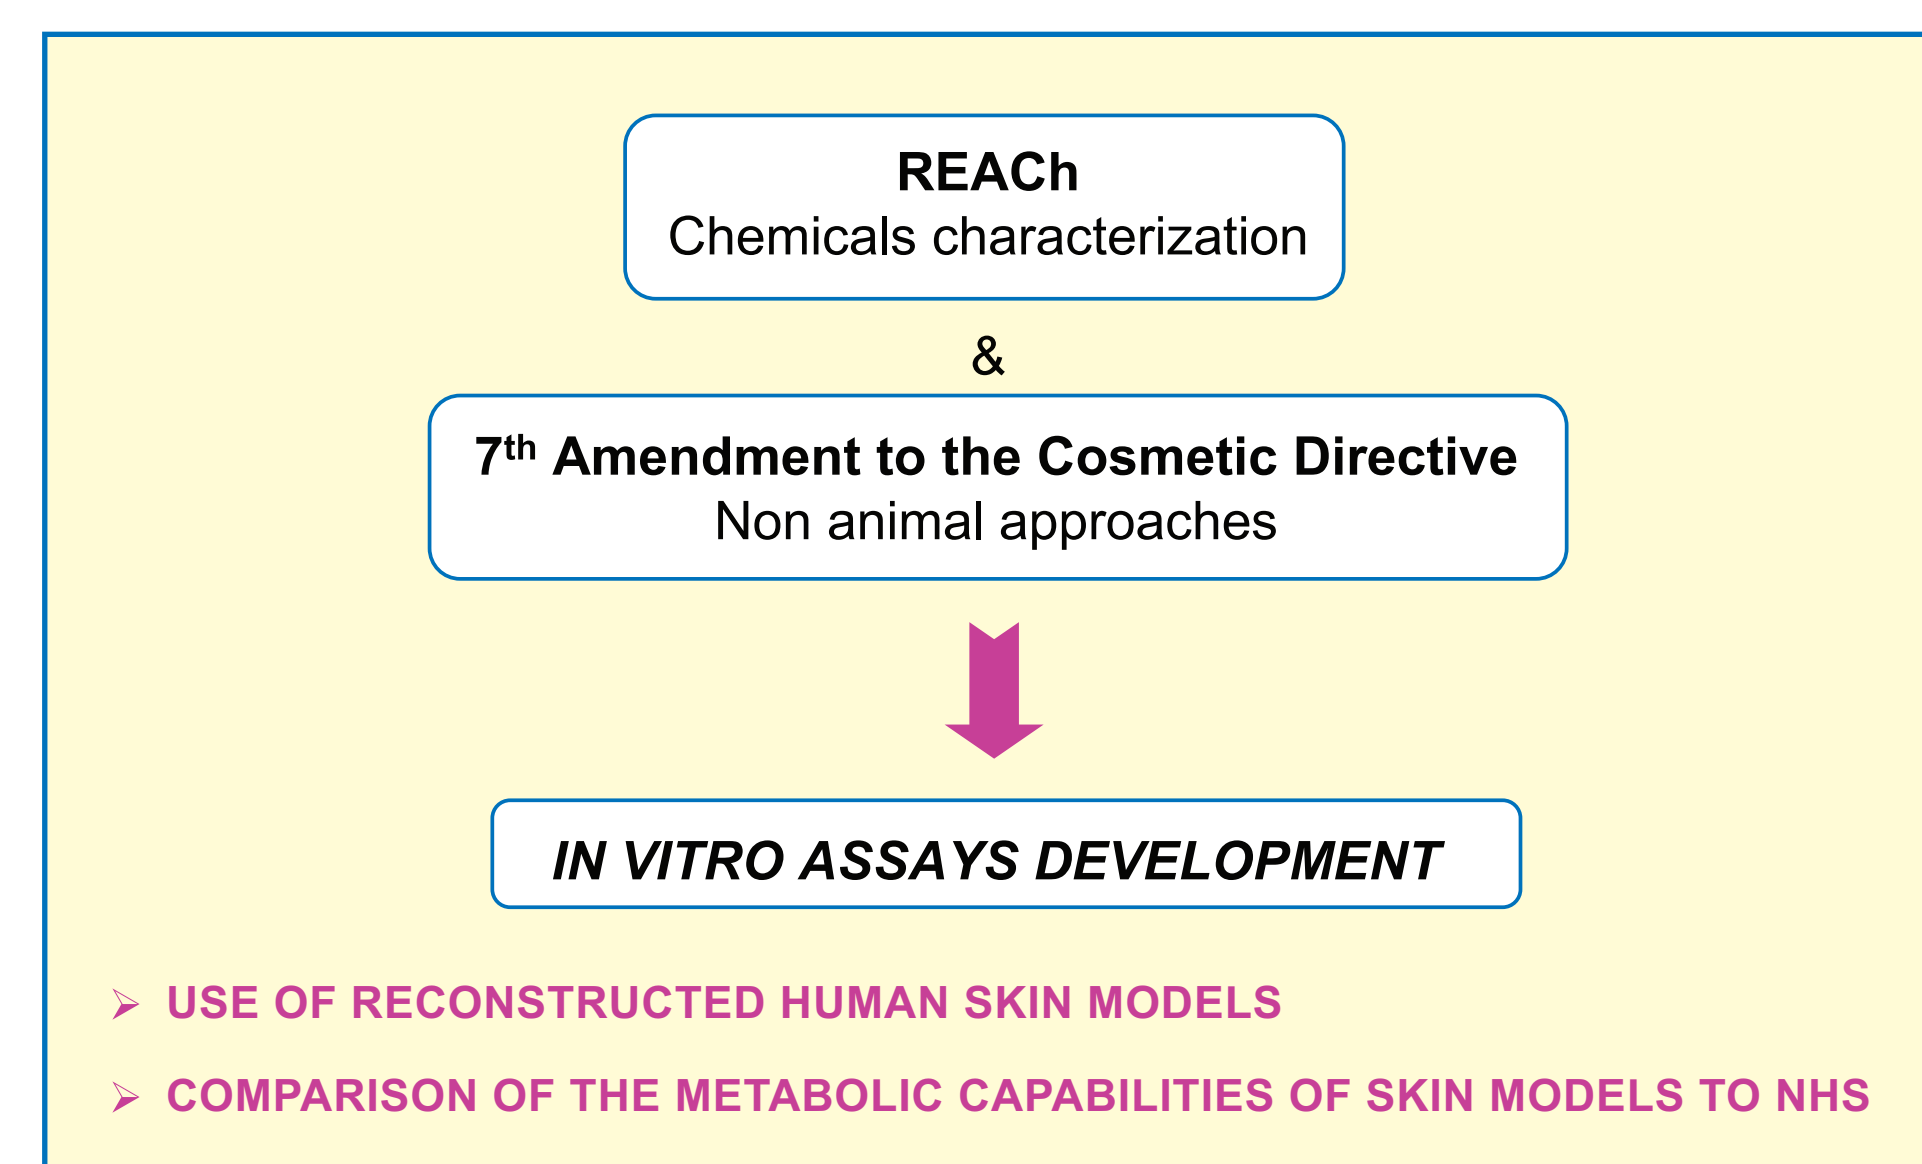 REACh
Chemicals characterization
&
7th Amendment to the Cosmetic Directive
Non animal approaches
IN VITRO ASSAYS DEVELOPMENT
➢ USE OF RECONSTRUCTED HUMAN SKIN MODELS
➢ COMPARISON OF THE METABOLIC CAPABILITIES OF SKIN MODELS TO NHS